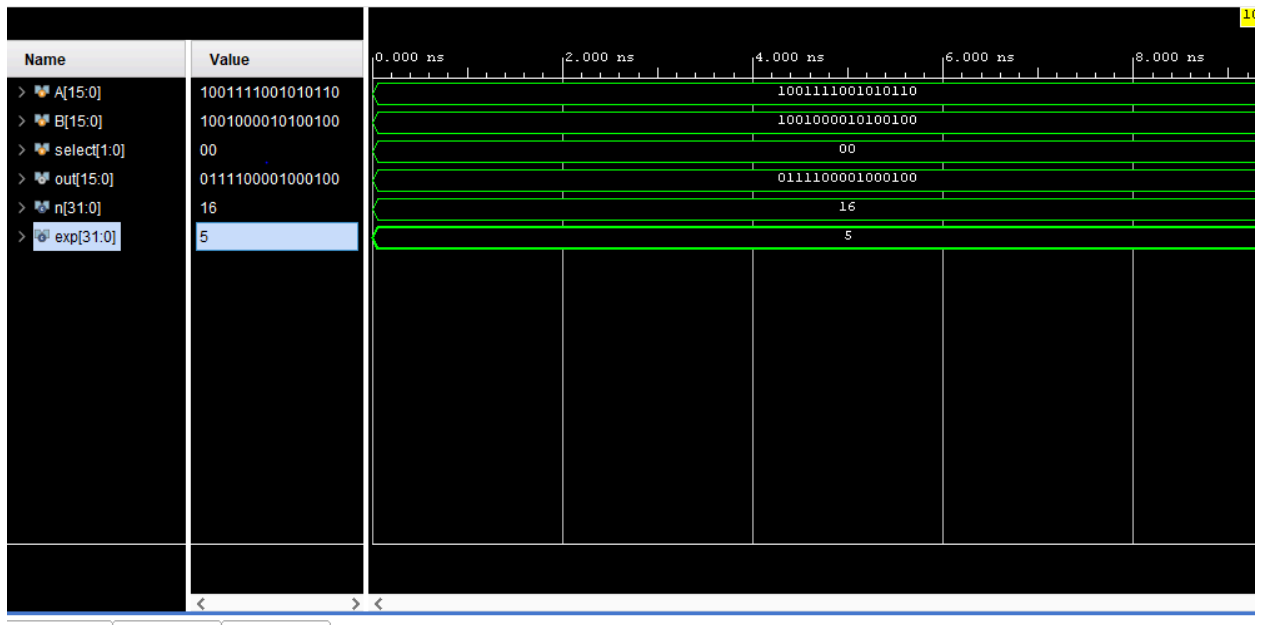 10
Name Value 0.000 ns 2.000 ns 4.000 ns 6.000 ns 8.000 ns
> A[15:0] 1001111001010110 1001111001010110
> B[15:0] 1001000010100100 1001000010100100
> select[1:0] 00 00
> out[15:0] 0111100001000100 0111100001000100
> n[31:0] 16 16
> exp[31:0] 5 5